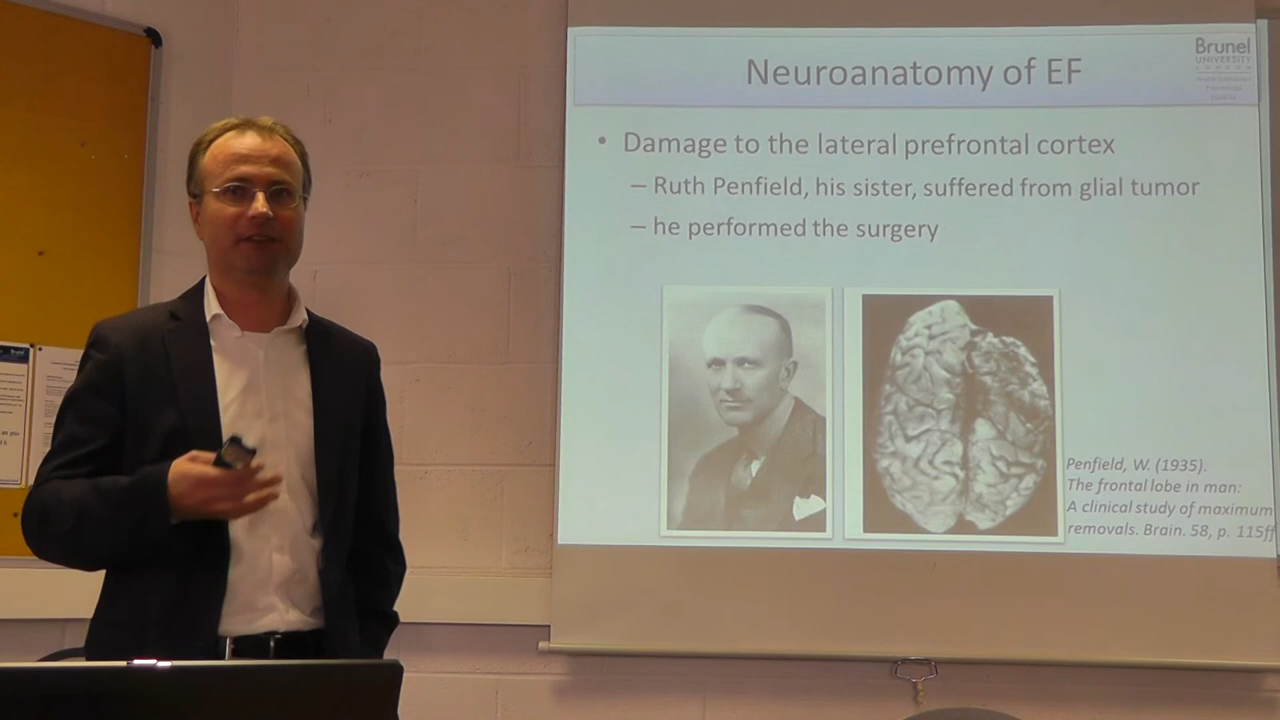 Neuroanatomy of EF
Brunel
UNIVERSITY
LONDON
• Damage to the lateral prefrontal cortex
– Ruth Penfield, his sister, suffered from glial tumor
– he performed the surgery
Penfield, W. (1935).
The frontal lobe in man:
A clinical study of maximum
removals. Brain. 58, p. 115ff